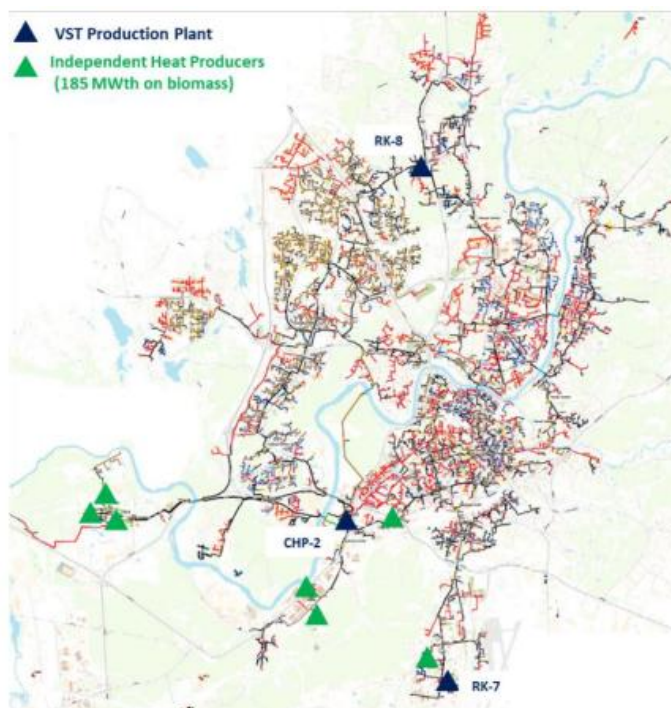 VST Production Plant
Independent Heat Producers
(185 MWth on biomass)
RK-8
CHP-2
RK-7